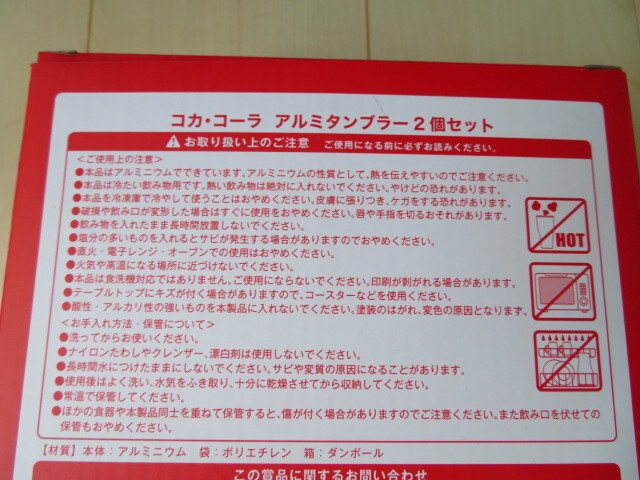 コカ・コーラ アルミタンブラー2個セット
お取り扱い上のご注意 ご使用になる前に必ずお読みください。
<ご使用上の注意>
●本品はアルミニウムでできています。アルミニウムの性質として、熱を伝えやすいのでご注意ください。
●本品は冷たい飲み物用です。熱い飲み物は絶対に入れないでください。やけどの恐れがあります。
●本品を冷凍庫で冷やして使うことはおやめください。皮膚に張りつき、ケガをする恐れがあります。
●破損や飲み口が変形した場合はすぐに使用をおやめください。唇や手指を切るおそれがあります。
●飲み物を入れたまま長時間放置しないでください。
●塩分の多いものを入れるとサビが発生する場合がありますのでおやめください。
●直火・電子レンジ・オーブンでの使用はおやめください。
●火気や高温になる場所に近づけないでください。
●本品は食洗機対応ではありません。ご使用にならないでください。印刷が剥がれる場合があります。
●テーブルトップにキズが付く場合がありますので、コースターなどを使用ください。
●酸性・アルカリ性の強いものを本製品に入れないでください。塗装のはがれ、変色の原因となります。
HOT
<お手入れ方法・保管について>
●洗ってからお使いください。
●ナイロンたわしやクレンザー、漂白剤は使用しないでください。
●長時間水につけたままにしないでください。サビや変質の原因になることがあります。
●使用後はよく洗い、水気をふき取り、十分に乾燥させてから収納してください。
●常温で保管してください。
●ほかの食器や本製品同士を重ねて保管すると、傷が付く場合がありますのでご注意ください。また飲み口を伏せての
保管もおやめください。
【材質】本体：アルミニウム 袋：ポリエチレン 箱：ダンボール
この賞品に関するお問い合わせ